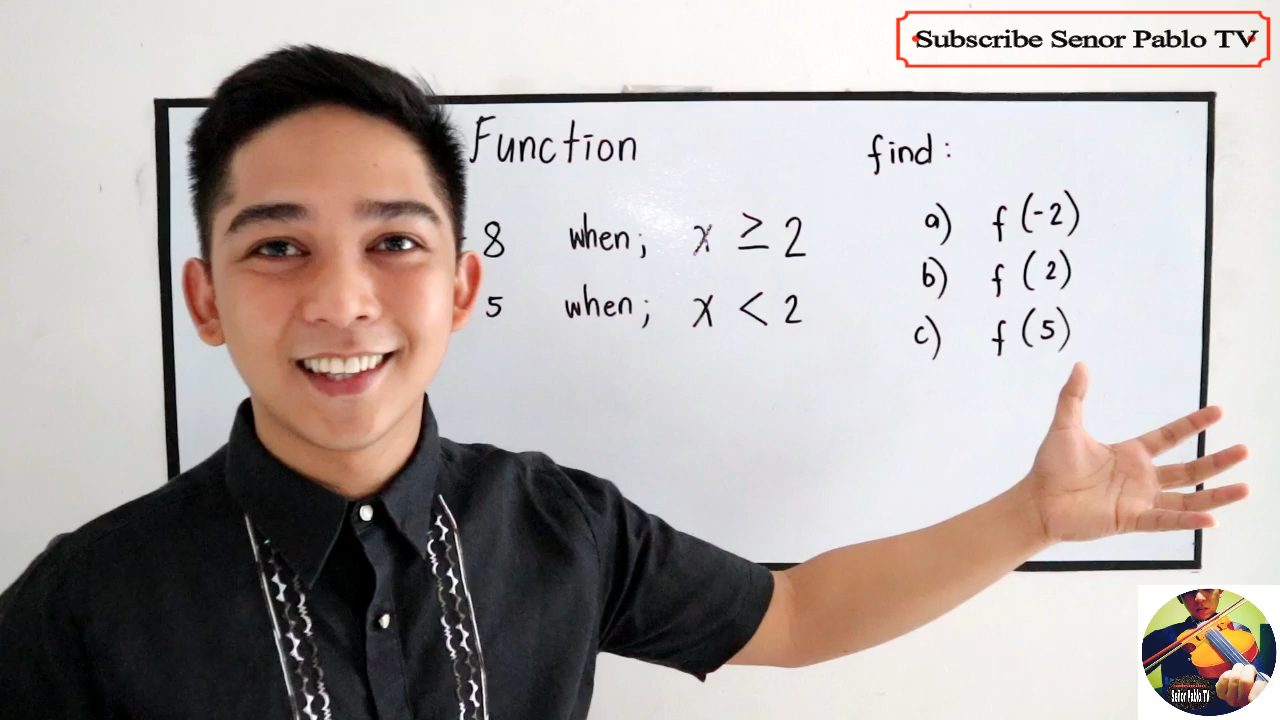 Subscribe Senor Pablo TV
Function
8 when; x ≥ 2
5 when; x < 2
find:
a) f (-2)
b) f (2)
c) f (5)
Señor Pablo TV